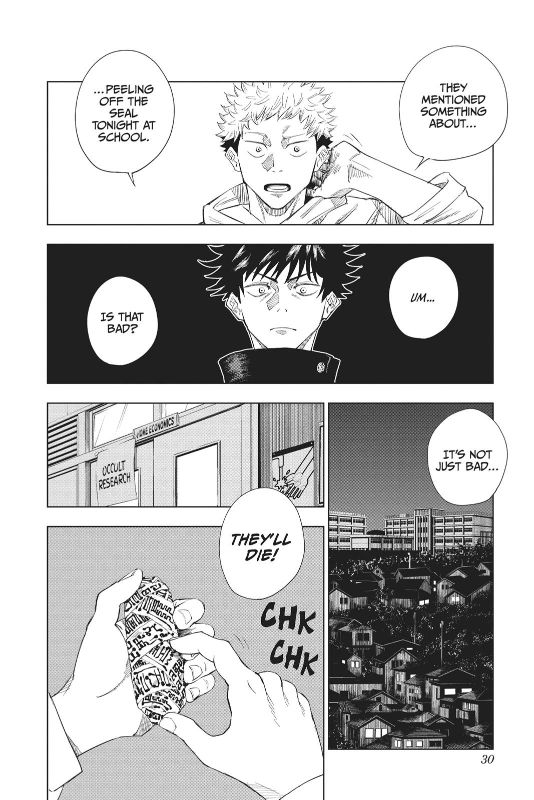 THEY
MENTIONED
SOMETHING
ABOUT...
...PEELING
OFF THE
SEAL
TONIGHT AT
SCHOOL.
UM...
IS THAT
BAD?
IT'S NOT
JUST BAD...
HOME ECONOMICS
OCCULT
RESEARCH
THEY'LL
DIE!
CHK
CHK
30